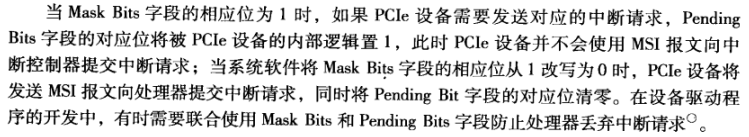 当 Mask Bits 字段的相应位为 1 时，如果 PCIe 设备需要发送对应的中断请求，Pending
Bits 字段的对应位将被 PCIe 设备的内部逻辑置 1，此时 PCIe 设备并不会使用 MSI 报文向中
断控制器提交中断请求；当系统软件将 Mask Bits 字段的相应位从 1 改写为 0 时，PCIe 设备将
发送 MSI 报文向处理器提交中断请求，同时将 Pending Bit 字段的对应位清零。在设备驱动程
序的开发中，有时需要联合使用 Mask Bits 和 Pending Bits 字段防止处理器丢弃中断请求○。